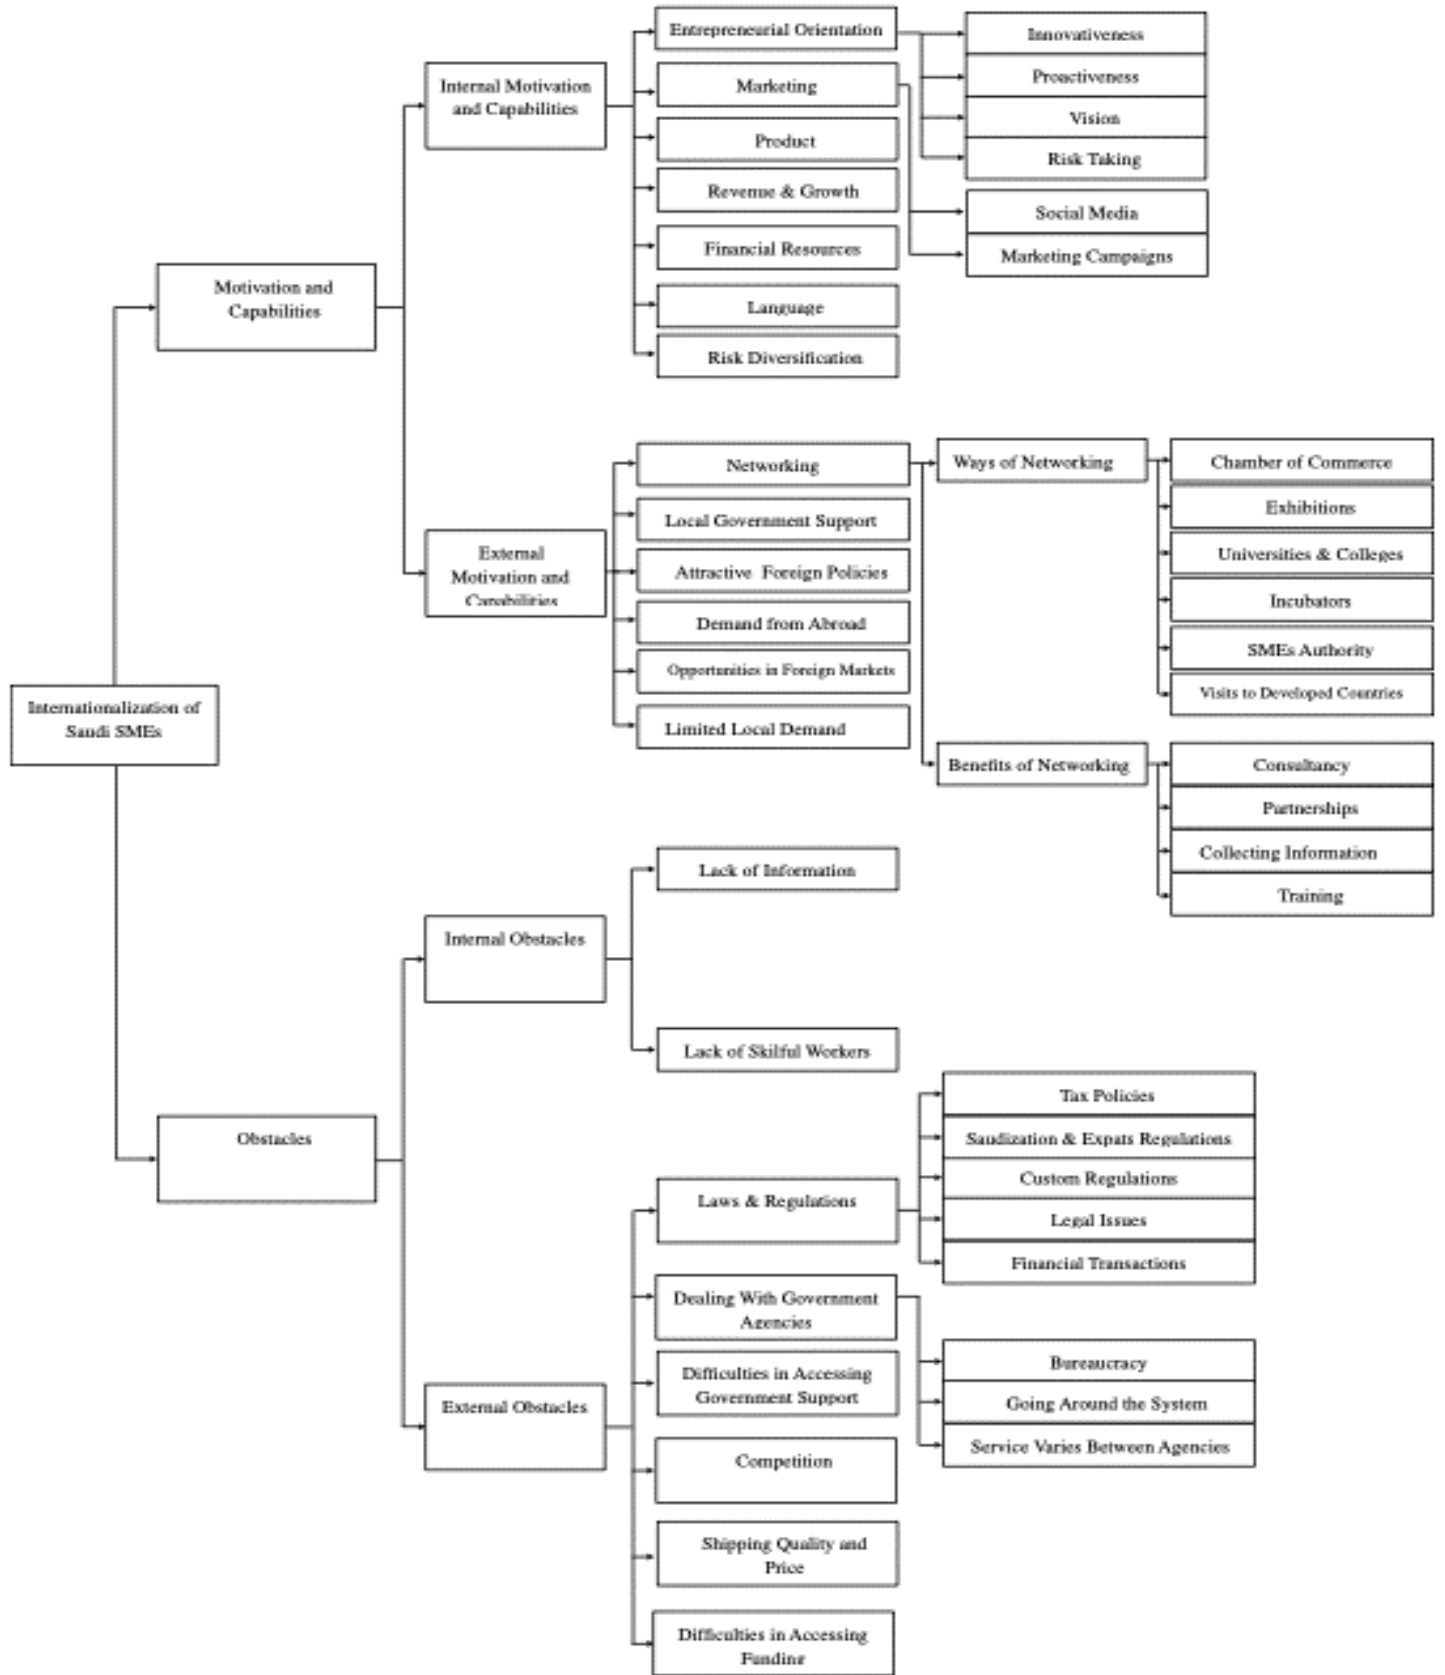 Internationalization of
Saudi SMEs
Motivation and
Capabilities
Internal Motivation
and Capabilities
Entrepreneurial Orientation
Innovativeness
Proactiveness
Vision
Risk Taking
Marketing
Social Media
Marketing Campaigns
Product
Revenue & Growth
Financial Resources
Language
Risk Diversification
External
Motivation and
Capabilities
Networking
Ways of Networking
Chamber of Commerce
Exhibitions
Universities & Colleges
Incubators
SMEs Authority
Visits to Developed Countries
Benefits of Networking
Consultancy
Partnerships
Collecting Information
Training
Local Government Support
Attractive Foreign Policies
Demand from Abroad
Opportunities in Foreign Markets
Limited Local Demand
Obstacles
Internal Obstacles
Lack of Information
Lack of Skilful Workers
External Obstacles
Laws & Regulations
Tax Policies
Saudization & Expats Regulations
Custom Regulations
Legal Issues
Financial Transactions
Dealing With Government
Agencies
Bureaucracy
Going Around the System
Service Varies Between Agencies
Difficulties in Accessing
Government Support
Competition
Shipping Quality and
Price
Difficulties in Accessing
Funding